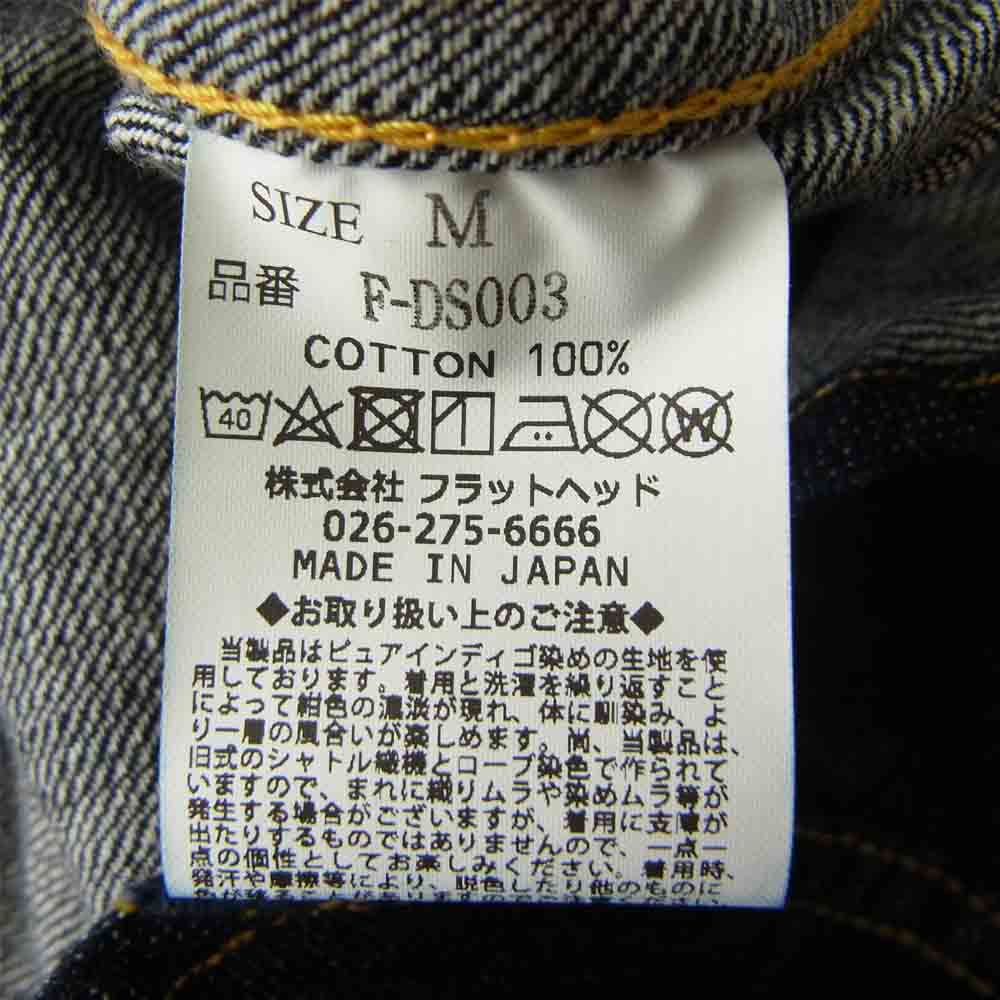 SIZE M
品番 F-DS003
COTTON 100%
40 W
株式会社 フラットヘッド
026-275-6666
MADE IN JAPAN
◆お取り扱い上のご注意◆
当製品はピュアインディゴ染めの生地を使
用しております。着用と洗濯を繰り返すこと
によって紺色の濃淡が現れ、体に馴染み、よ
り一層の風合いが楽しめます。尚、当製品は、
旧式のシャトル織機とロープ染色で作られて
いますので、まれに織りムラや染めムラ等が
発生する場合がございますが、着用に支障が
出たりするものではありませんので、一点一
点の個性としてお楽しみください。着用時、
発汗や摩擦等により、脱色したり他のものに